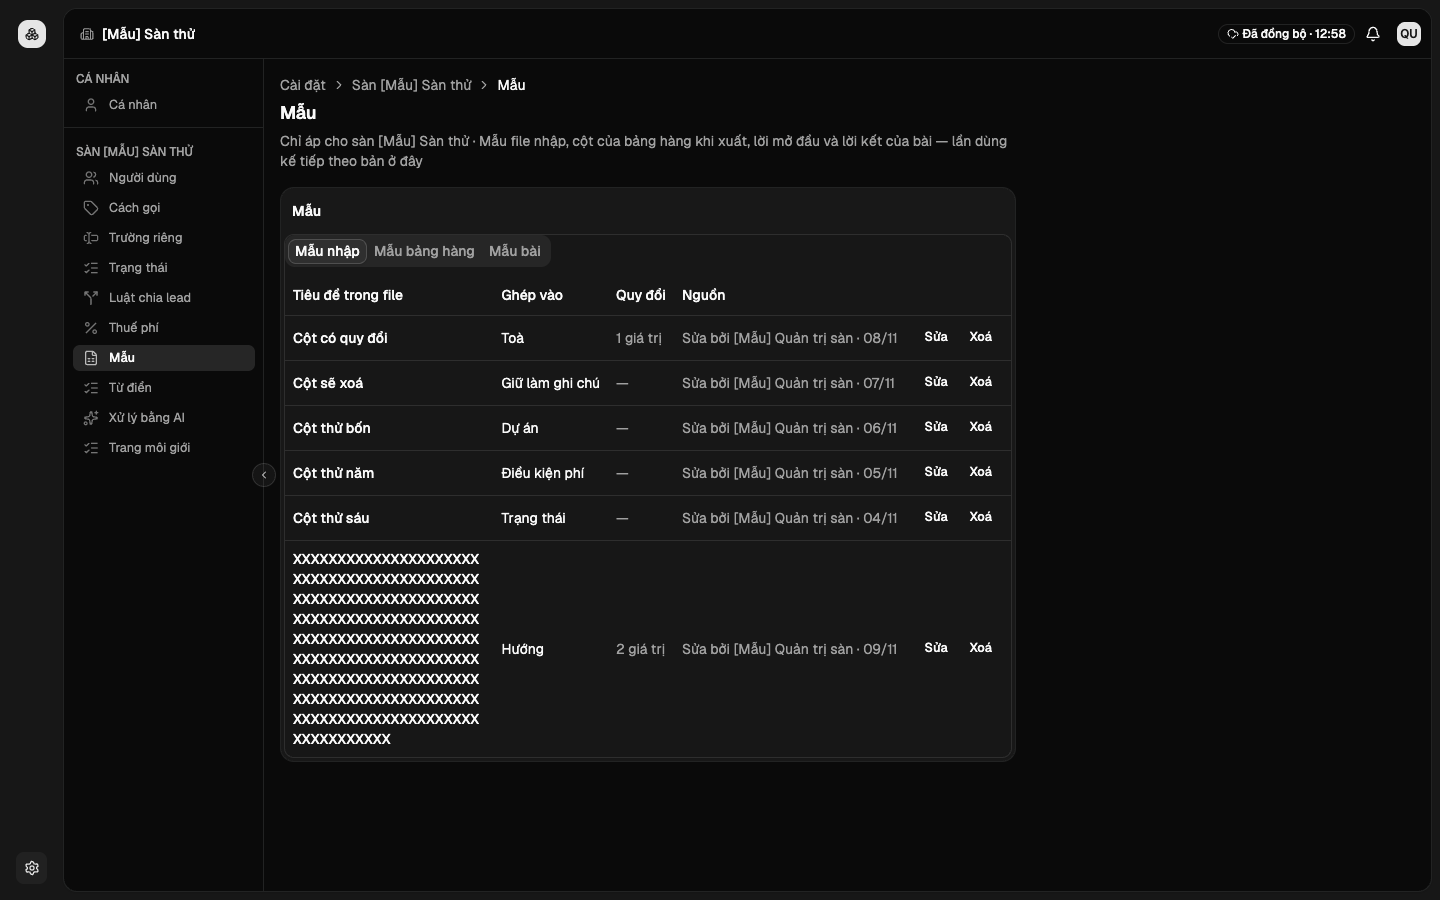 [Mẫu] Sàn thử
Đã đồng bộ · 12:58
QU
CÁ NHÂN
Cá nhân
SÀN [MẪU] SÀN THỬ
Người dùng
Cách gọi
Trường riêng
Trạng thái
Luật chia lead
Thuế phí
Mẫu
Từ điển
Xử lý bằng AI
Trang môi giới
Cài đặt > Sàn [Mẫu] Sàn thử > Mẫu
Mẫu
Chỉ áp cho sàn [Mẫu] Sàn thử · Mẫu file nhập, cột của bảng hàng khi xuất, lời mở đầu và lời kết của bài — lần dùng
kế tiếp theo bản ở đây
Mẫu
Mẫu nhập Mẫu bảng hàng Mẫu bài
Tiêu đề trong file Ghép vào Quy đổi Nguồn
Cột có quy đổi Toà 1 giá trị Sửa bởi [Mẫu] Quản trị sàn · 08/11 Sửa Xoá
Cột sẽ xoá Giữ làm ghi chú — Sửa bởi [Mẫu] Quản trị sàn · 07/11 Sửa Xoá
Cột thử bốn Dự án — Sửa bởi [Mẫu] Quản trị sàn · 06/11 Sửa Xoá
Cột thử năm Điều kiện phí — Sửa bởi [Mẫu] Quản trị sàn · 05/11 Sửa Xoá
Cột thử sáu Trạng thái — Sửa bởi [Mẫu] Quản trị sàn · 04/11 Sửa Xoá
XXXXXXXXXXXXXXXXXXXXX
XXXXXXXXXXXXXXXXXXXXX
XXXXXXXXXXXXXXXXXXXXX
XXXXXXXXXXXXXXXXXXXXX
XXXXXXXXXXXXXXXXXXXXX
XXXXXXXXXXXXXXXXXXXXX
XXXXXXXXXXXXXXXXXXXXX
XXXXXXXXXXXXXXXXXXXXX
XXXXXXXXXXXXXXXXXXXXX
XXXXXXXXXXX
Hướng 2 giá trị Sửa bởi [Mẫu] Quản trị sàn · 09/11 Sửa Xoá